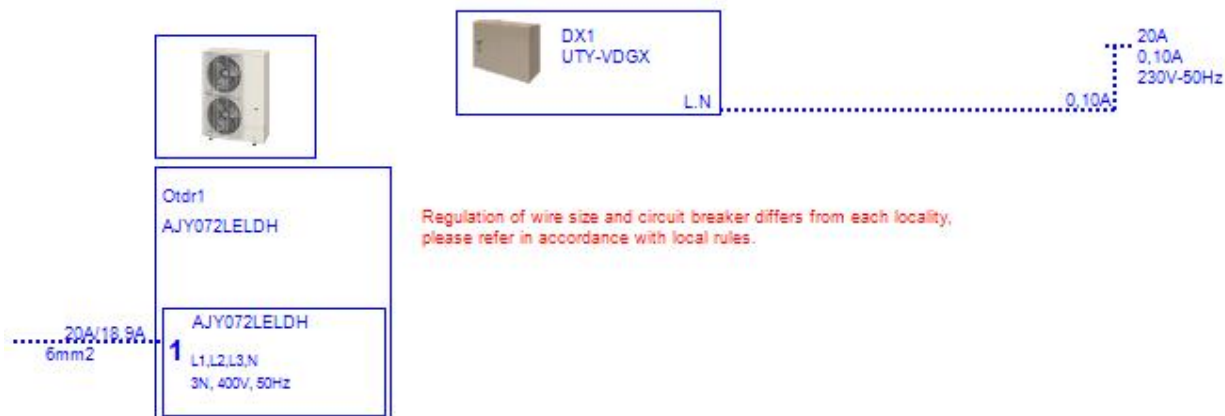 DX1
UTY-VDGX
L.N
0,10A
20A
0,10A
230V-50Hz
Otdr1
AJY072LELDH
Regulation of wire size and circuit breaker differs from each locality,
please refer in accordance with local rules.
20A/18,9A
6mm2
AJY072LELDH
1
L1,L2,L3,N
3N, 400V, 50Hz